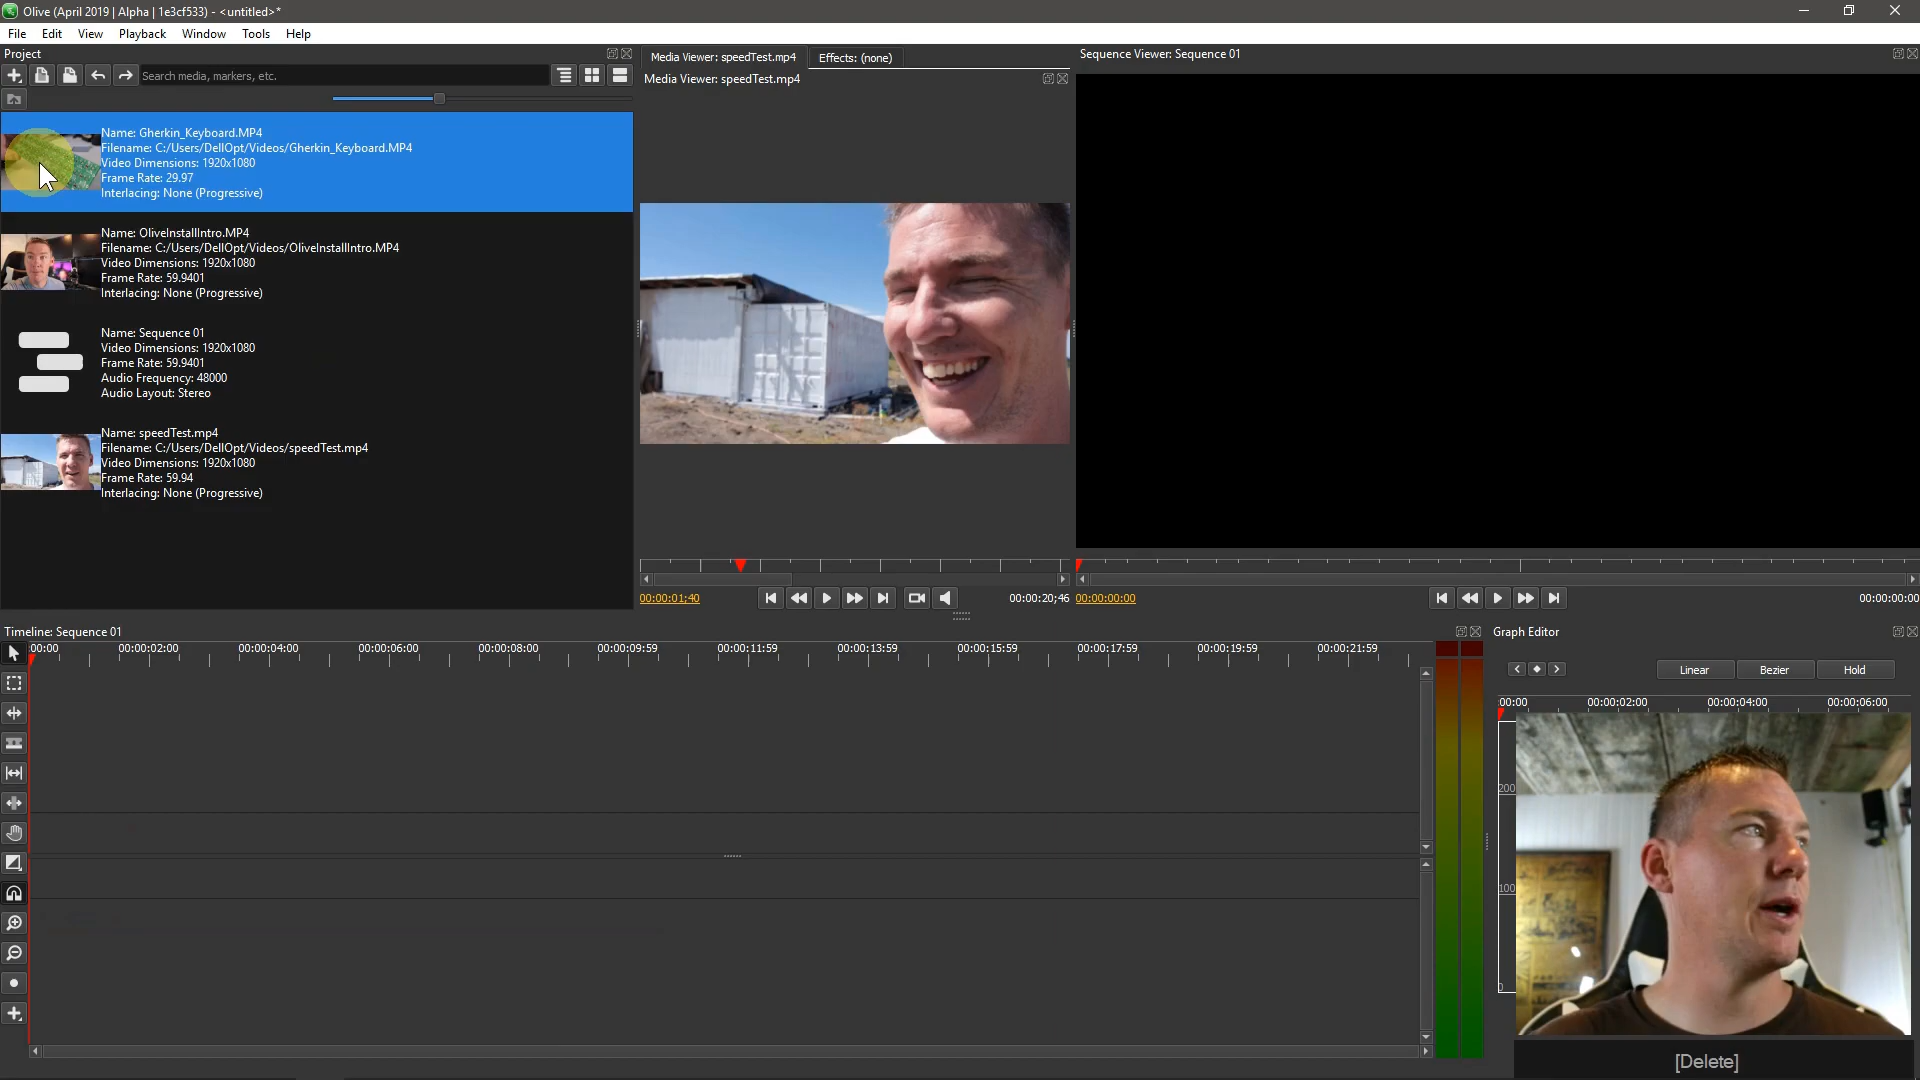 Olive (April 2019 | Alpha | 1e3cf533) - <untitled>*
File Edit View Playback Window Tools Help
Project
Search media, markers, etc.
Name: Gherkin_Keyboard.MP4
Filename: C:/Users/DellOpt/Videos/Gherkin_Keyboard.MP4
Video Dimensions: 1920x1080
Frame Rate: 29.97
Interlacing: None (Progressive)
Name: OliveInstallIntro.MP4
Filename: C:/Users/DellOpt/Videos/OliveInstallIntro.MP4
Video Dimensions: 1920x1080
Frame Rate: 59.9401
Interlacing: None (Progressive)
Name: Sequence 01
Video Dimensions: 1920x1080
Frame Rate: 59.9401
Audio Frequency: 48000
Audio Layout: Stereo
Name: speedTest.mp4
Filename: C:/Users/DellOpt/Videos/speedTest.mp4
Video Dimensions: 1920x1080
Frame Rate: 59.94
Interlacing: None (Progressive)
Media Viewer: speedTest.mp4 Effects: (none)
Media Viewer: speedTest.mp4
00:00:01;40 00:00:20;46
Sequence Viewer: Sequence 01
00:00:00:00 00:00:00:00
Timeline: Sequence 01
:00:00 00:00:02:00 00:00:04:00 00:00:06:00 00:00:08:00 00:00:09:59 00:00:11:59 00:00:13:59 00:00:15:59 00:00:17:59 00:00:19:59 00:00:21:59
Graph Editor
Linear Bezier Hold
:00:00 00:00:02:00 00:00:04:00 00:00:06:00
200
100
0
[Delete]